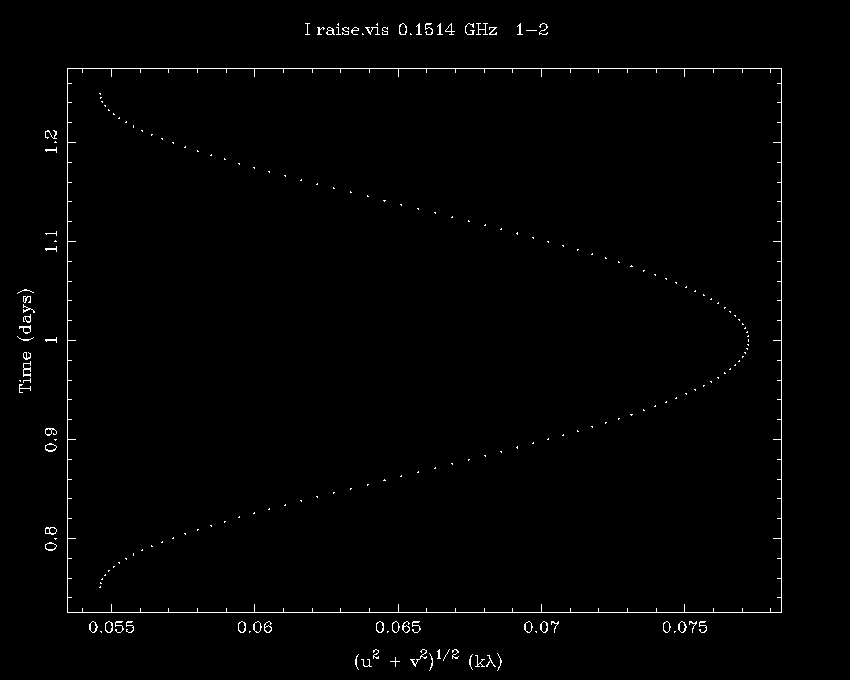 I raise.vis 0.1514 GHz 1−2
1.2
1.1
1
0.9
0.8
Time (days)
0.055 0.06 0.065 0.07 0.075
(u² + v²)^1/2 (kλ)